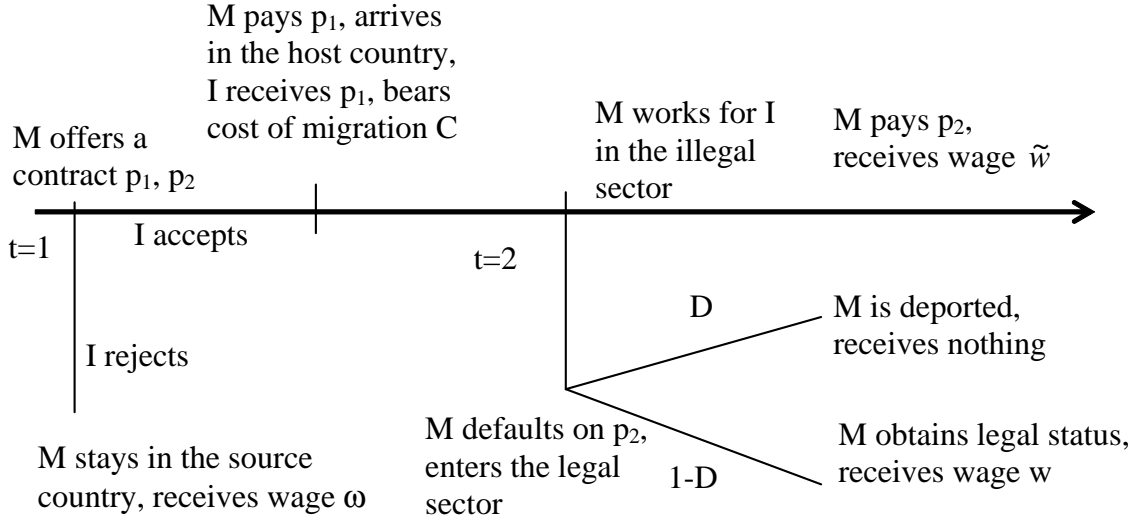 M pays p₁, arrives
in the host country,
I receives p₁, bears
cost of migration C
M offers a
contract p₁, p₂
M works for I
in the illegal
sector
M pays p₂,
receives wage w̃
t=1
I accepts
t=2
I rejects
D
M is deported,
receives nothing
M stays in the source
country, receives wage ω
M defaults on p₂,
enters the legal
sector
1-D
M obtains legal status,
receives wage w